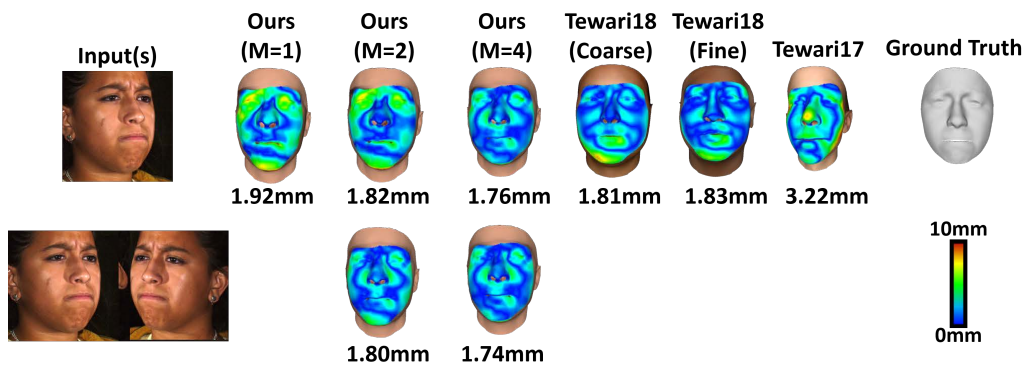 Input(s)
Ours
(M=1)
Ours
(M=2)
Ours
(M=4)
Tewari18
(Coarse)
Tewari18
(Fine)
Tewari17
Ground Truth
1.92mm
1.82mm
1.76mm
1.81mm
1.83mm
3.22mm
10mm
0mm
1.80mm
1.74mm